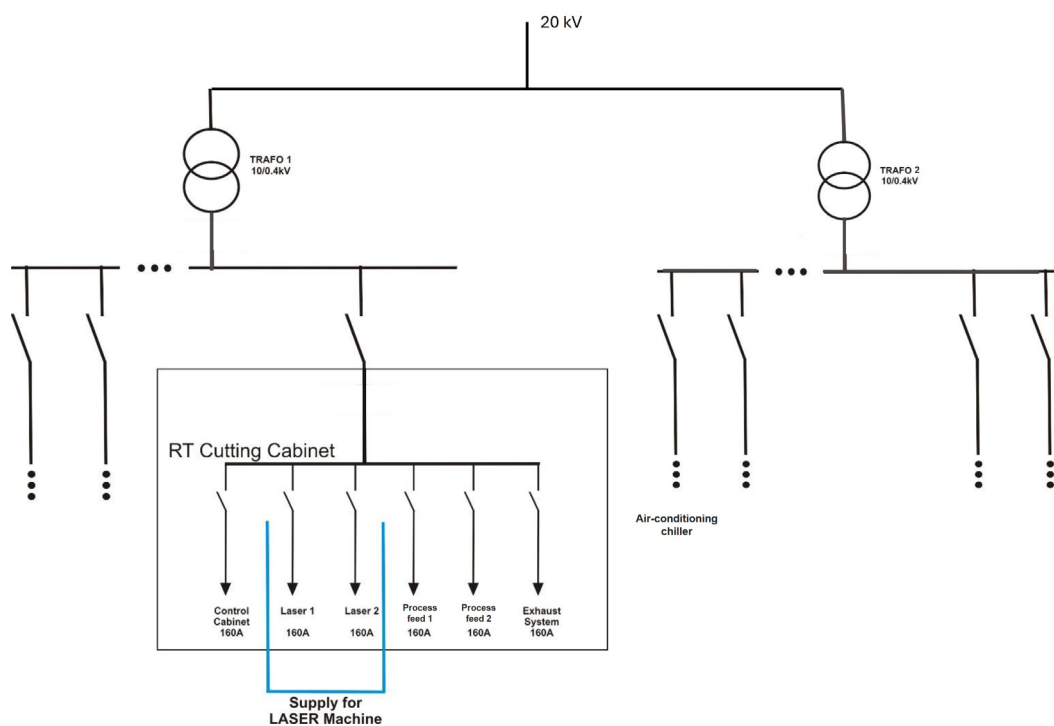 20 kV
TRAFO 1
10/0.4kV
TRAFO 2
10/0.4kV
RT Cutting Cabinet
Air-conditioning
chiller
Control
Cabinet
160A
Laser 1
160A
Laser 2
160A
Process
feed 1
160A
Process
feed 2
160A
Exhaust
System
160A
Supply for
LASER Machine